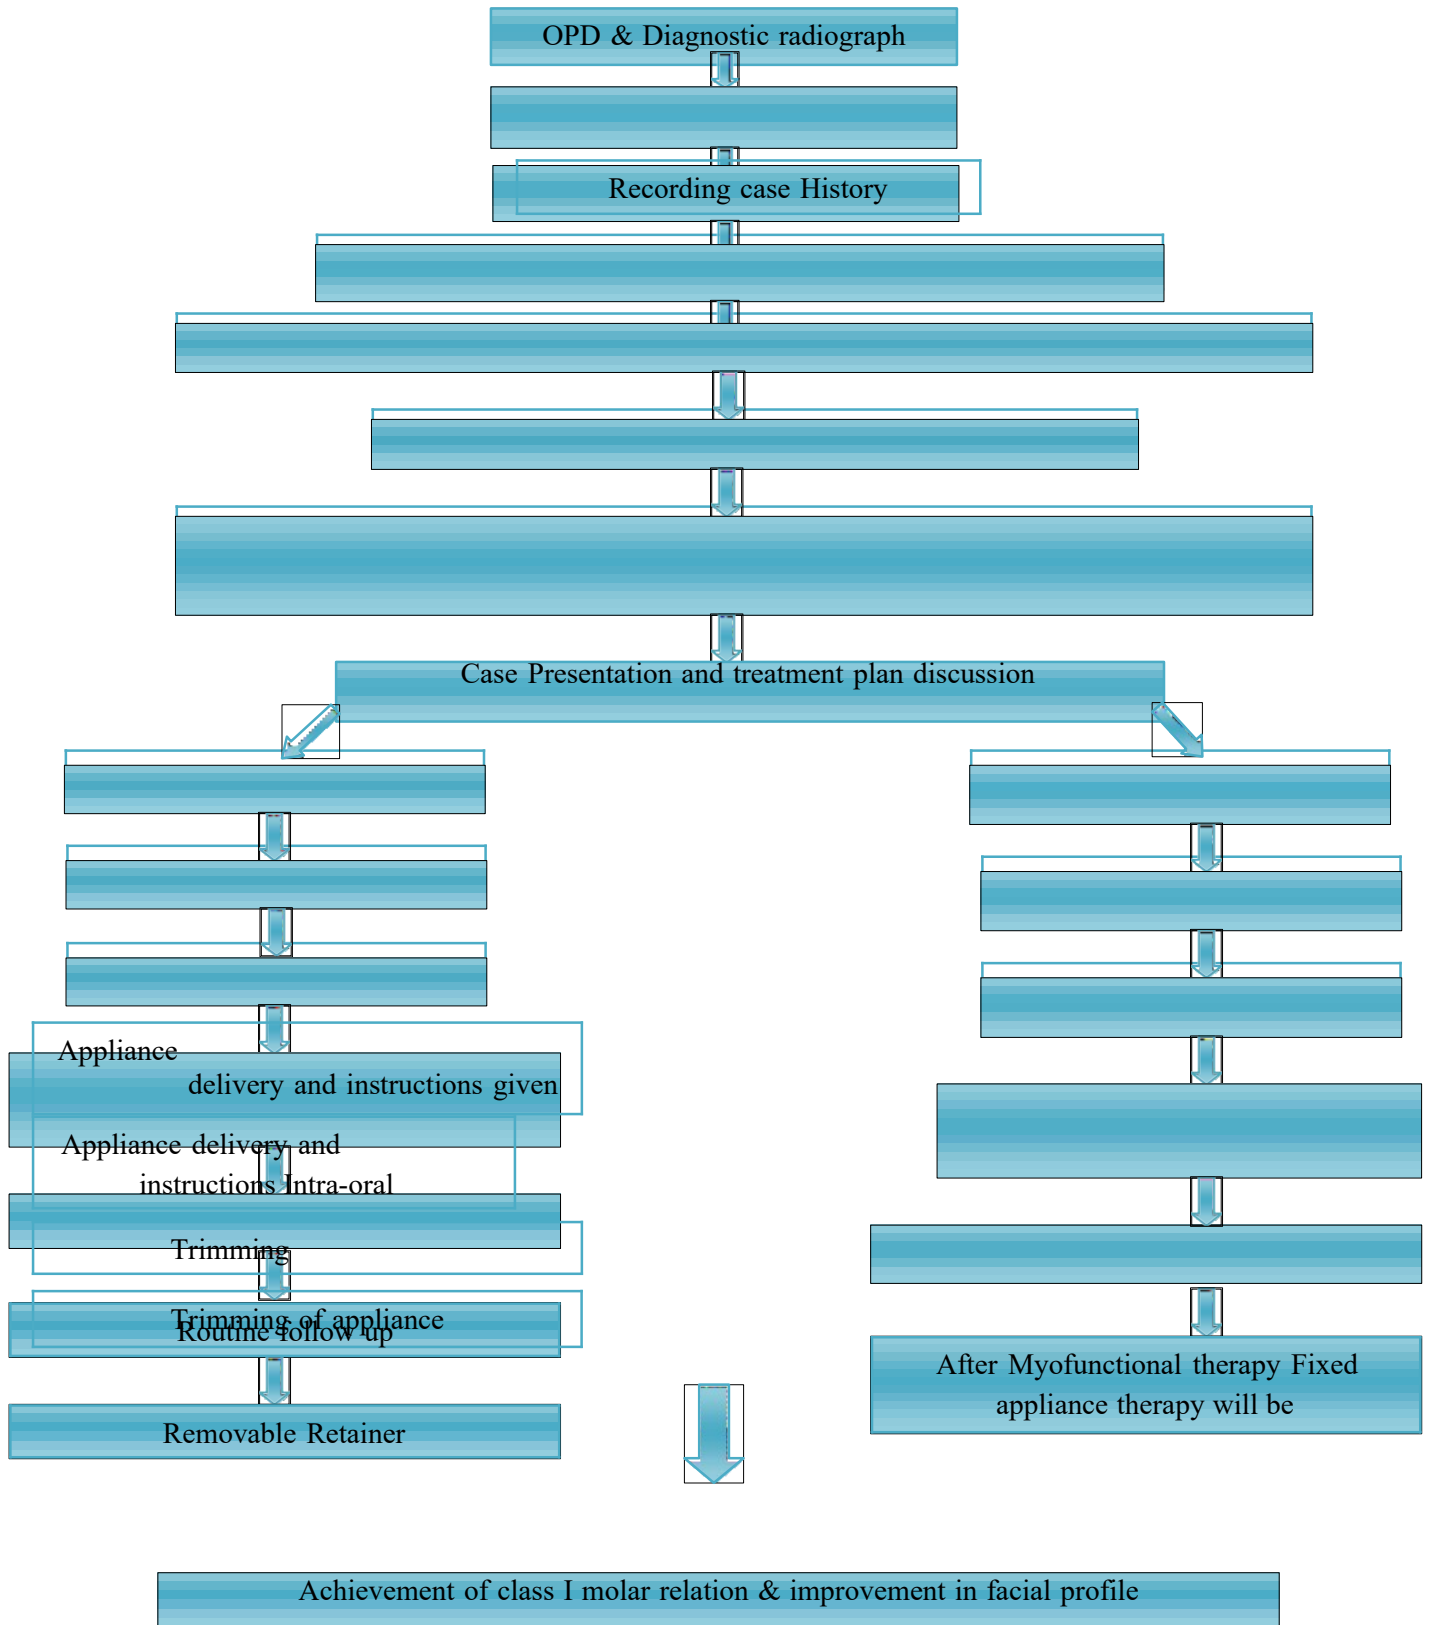 OPD & Diagnostic radiograph
Recording case History
Case Presentation and treatment plan discussion
Appliance
delivery and instructions given
Appliance delivery and
instructions Intra-oral
Trimming
Trimming of appliance
Routine follow up
Removable Retainer
After Myofunctional therapy Fixed
appliance therapy will be
Achievement of class I molar relation & improvement in facial profile